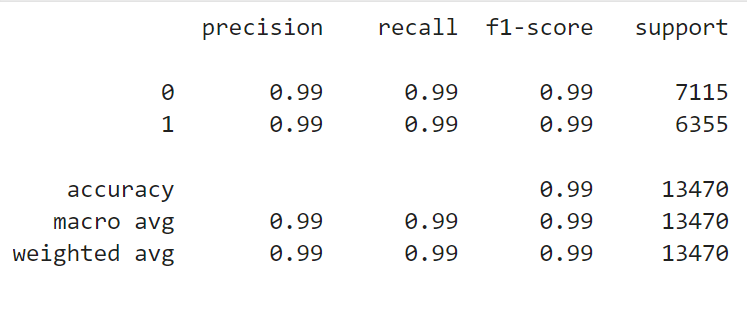 precision recall f1-score support
0 0.99 0.99 0.99 7115
1 0.99 0.99 0.99 6355
accuracy 0.99 13470
macro avg 0.99 0.99 0.99 13470
weighted avg 0.99 0.99 0.99 13470